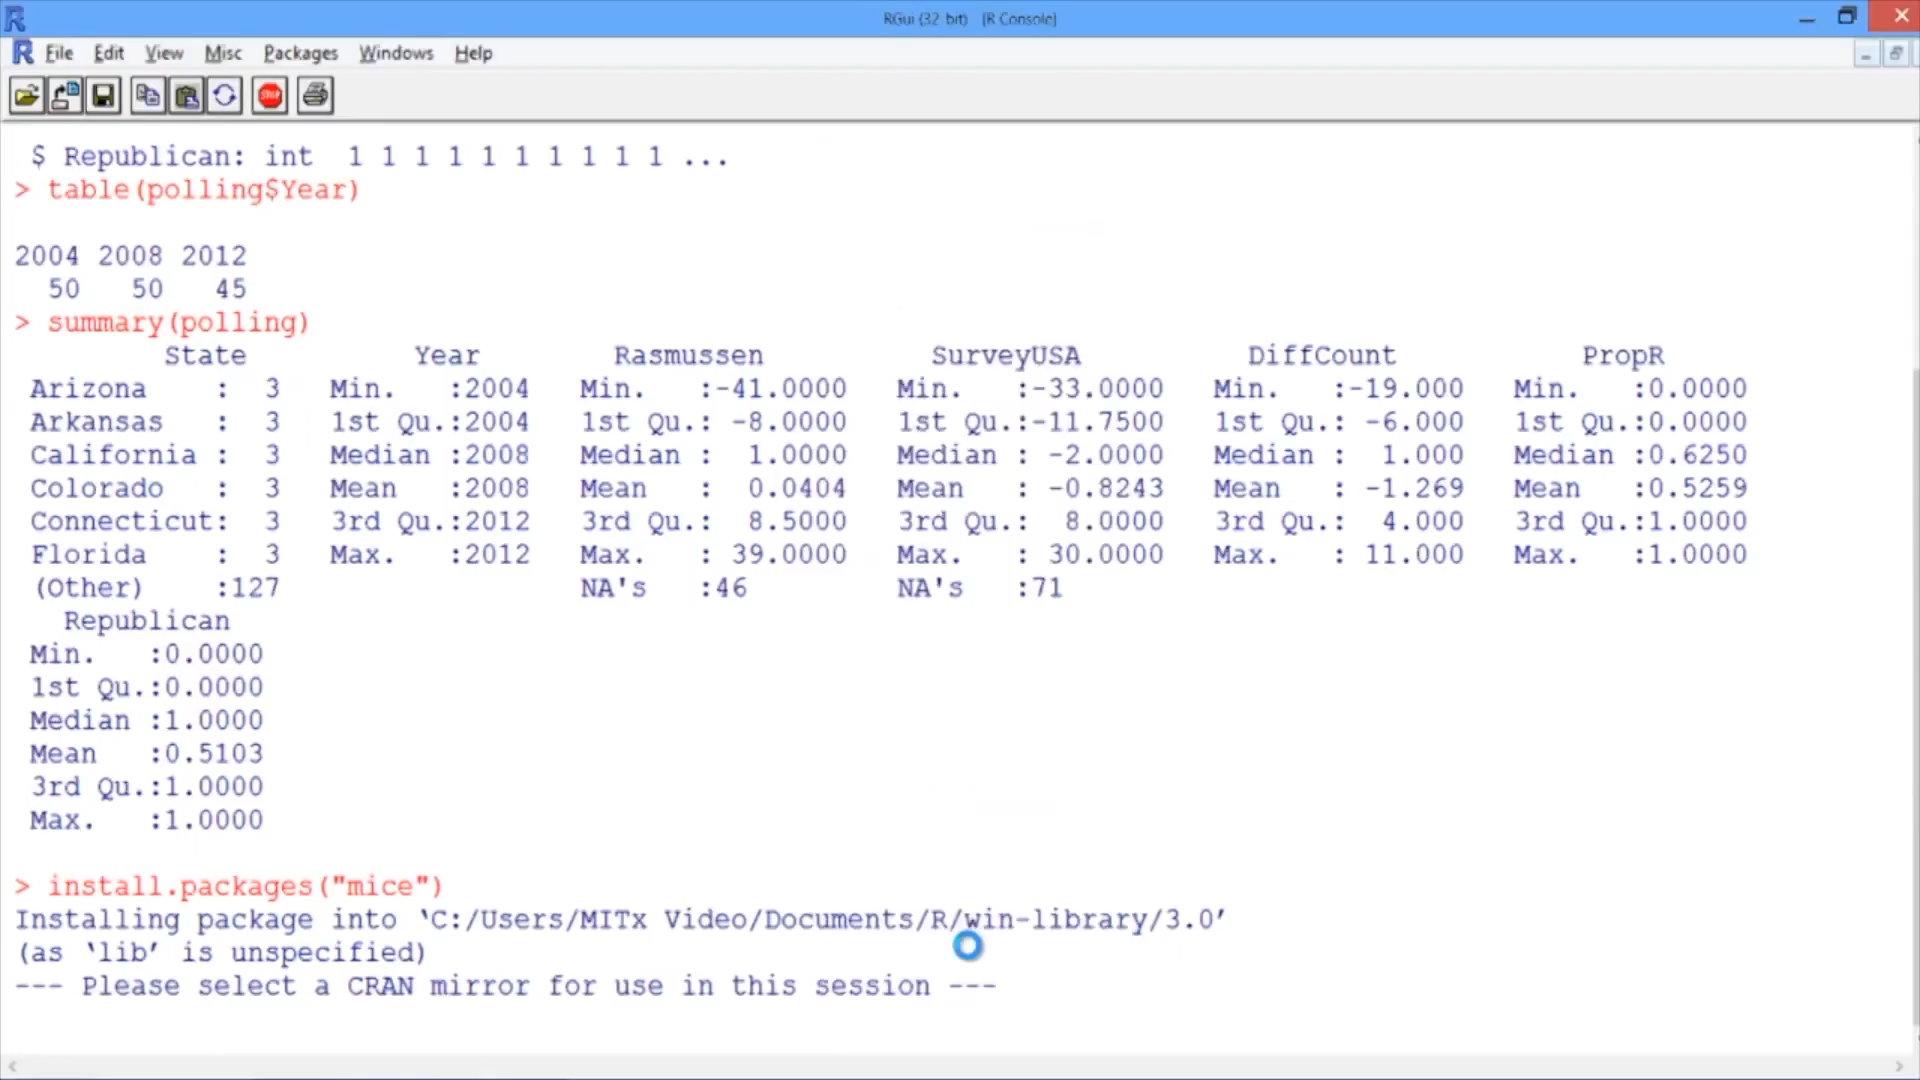 RGui (32 bit) [R Console]
File Edit View Misc Packages Windows Help
STOP
$ Republican: int 1 1 1 1 1 1 1 1 1 1 ...
> table(polling$Year)
2004 2008 2012
50 50 45
> summary(polling)
State Year Rasmussen SurveyUSA DiffCount PropR
Arizona : 3 Min. :2004 Min. :-41.0000 Min. :-33.0000 Min. :-19.000 Min. :0.0000
Arkansas : 3 1st Qu.:2004 1st Qu.: -8.0000 1st Qu.:-11.7500 1st Qu.: -6.000 1st Qu.:0.0000
California : 3 Median :2008 Median : 1.0000 Median : -2.0000 Median : 1.000 Median :0.6250
Colorado : 3 Mean :2008 Mean : 0.0404 Mean : -0.8243 Mean : -1.269 Mean :0.5259
Connecticut: 3 3rd Qu.:2012 3rd Qu.: 8.5000 3rd Qu.: 8.0000 3rd Qu.: 4.000 3rd Qu.:1.0000
Florida : 3 Max. :2012 Max. : 39.0000 Max. : 30.0000 Max. : 11.000 Max. :1.0000
(Other) :127 NA's :46 NA's :71
Republican
Min. :0.0000
1st Qu.:0.0000
Median :1.0000
Mean :0.5103
3rd Qu.:1.0000
Max. :1.0000
> install.packages("mice")
Installing package into ‘C:/Users/MITx Video/Documents/R/win-library/3.0’
(as ‘lib’ is unspecified)
--- Please select a CRAN mirror for use in this session ---